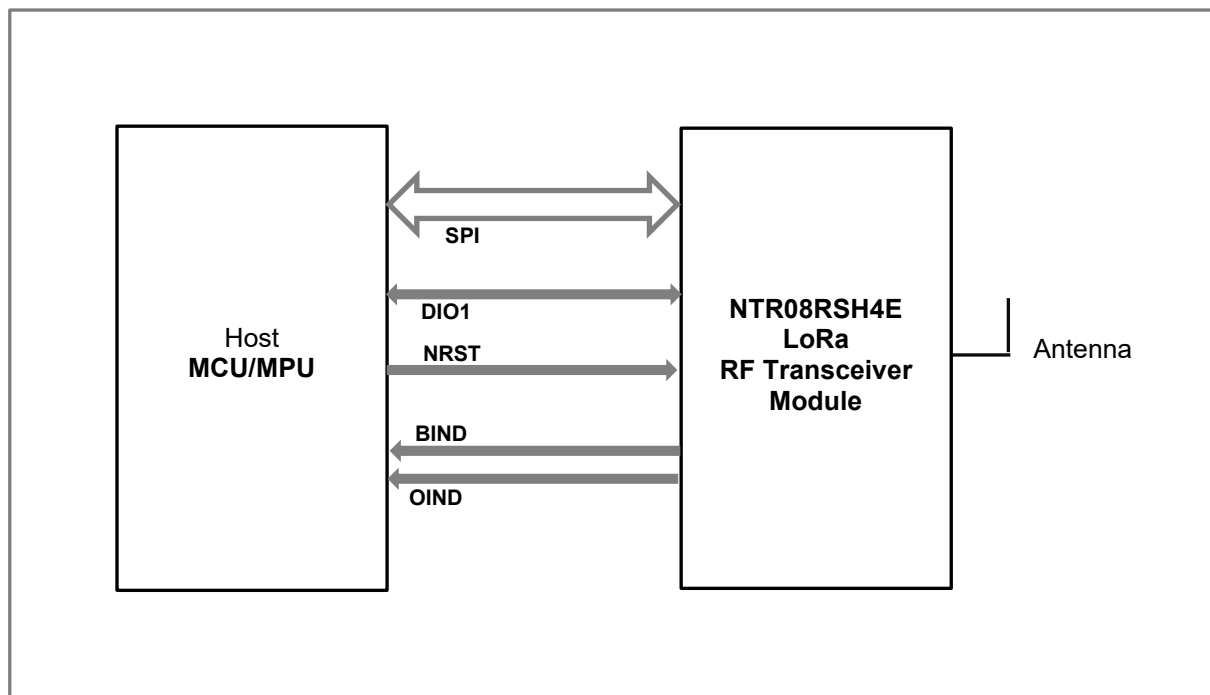 SPI
DIO1
NRST
BIND
OIND
Host
MCU/MPU
NTR08RSH4E
LoRa
RF Transceiver
Module
Antenna